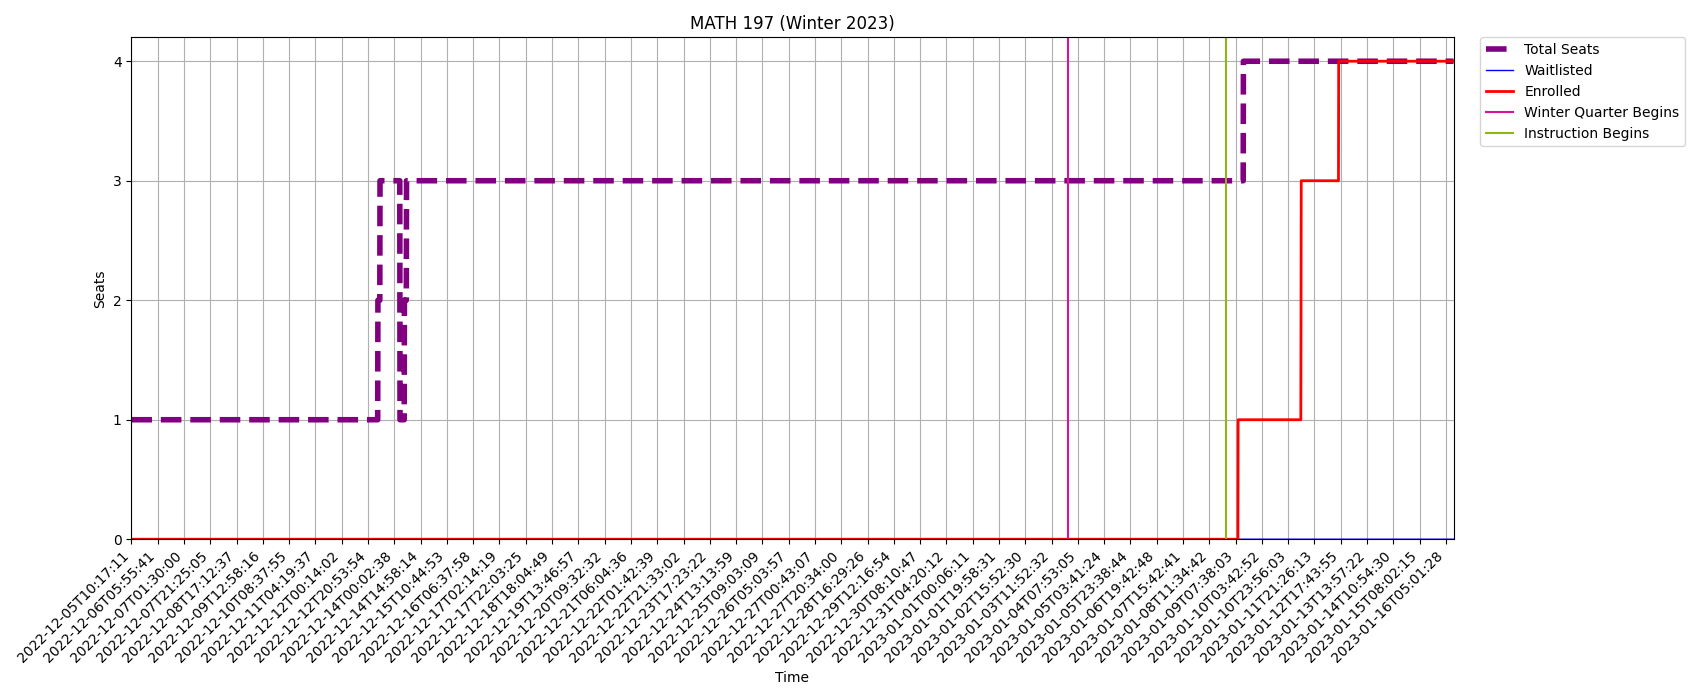 MATH 197 (Winter 2023)
Total Seats
Waitlisted
Enrolled
Winter Quarter Begins
Instruction Begins
Seats
4
3
2
1
0
2022-12-05T10:17:11
2022-12-06T05:55:41
2022-12-07T01:30:00
2022-12-07T21:25:05
2022-12-08T17:12:37
2022-12-09T12:58:16
2022-12-10T08:37:55
2022-12-11T04:19:37
2022-12-12T00:14:02
2022-12-12T20:53:54
2022-12-14T00:02:38
2022-12-14T14:58:14
2022-12-15T10:44:53
2022-12-16T06:37:58
2022-12-17T02:14:19
2022-12-17T22:03:25
2022-12-18T18:04:49
2022-12-19T13:46:57
2022-12-20T09:32:32
2022-12-21T06:04:36
2022-12-22T01:42:39
2022-12-22T21:33:02
2022-12-23T17:23:22
2022-12-24T13:13:59
2022-12-25T09:03:09
2022-12-26T05:03:57
2022-12-27T00:43:07
2022-12-27T20:34:00
2022-12-28T16:29:26
2022-12-29T12:16:54
2022-12-30T08:10:47
2022-12-31T04:20:12
2023-01-01T00:06:11
2023-01-01T19:58:31
2023-01-02T15:52:30
2023-01-03T11:52:32
2023-01-04T07:53:05
2023-01-05T03:41:24
2023-01-05T23:38:44
2023-01-06T19:42:48
2023-01-07T15:42:41
2023-01-08T11:34:42
2023-01-09T07:38:03
2023-01-10T03:42:52
2023-01-10T23:56:03
2023-01-11T21:26:13
2023-01-12T17:43:55
2023-01-13T13:57:22
2023-01-14T10:54:30
2023-01-15T08:02:15
2023-01-16T05:01:28
Time